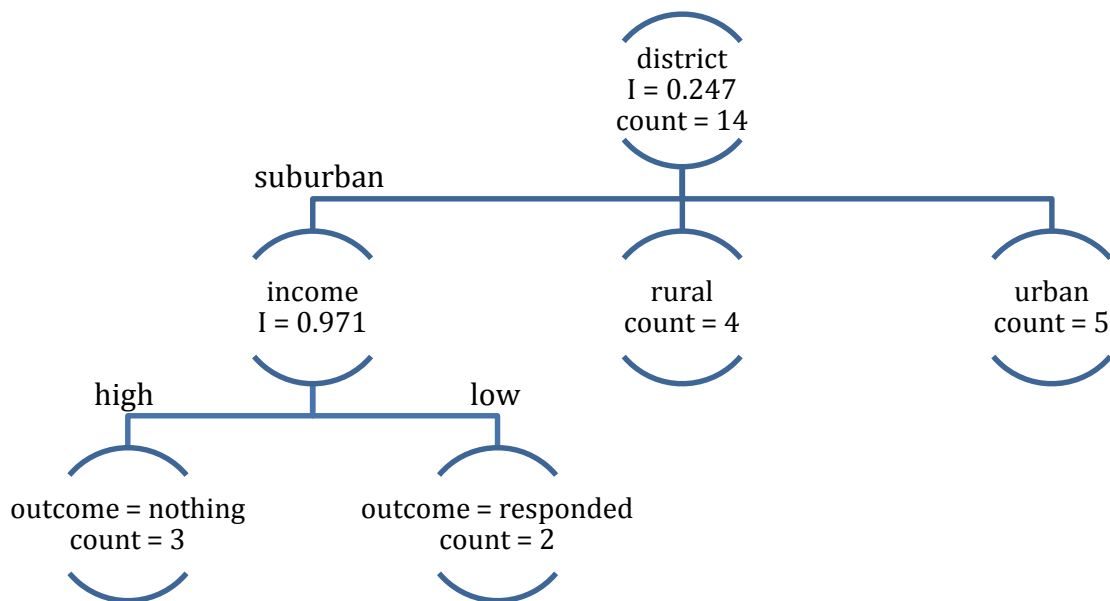 district
I = 0.247
count = 14
suburban
income
I = 0.971
rural
count = 4
urban
count = 5
high
low
outcome = nothing
count = 3
outcome = responded
count = 2